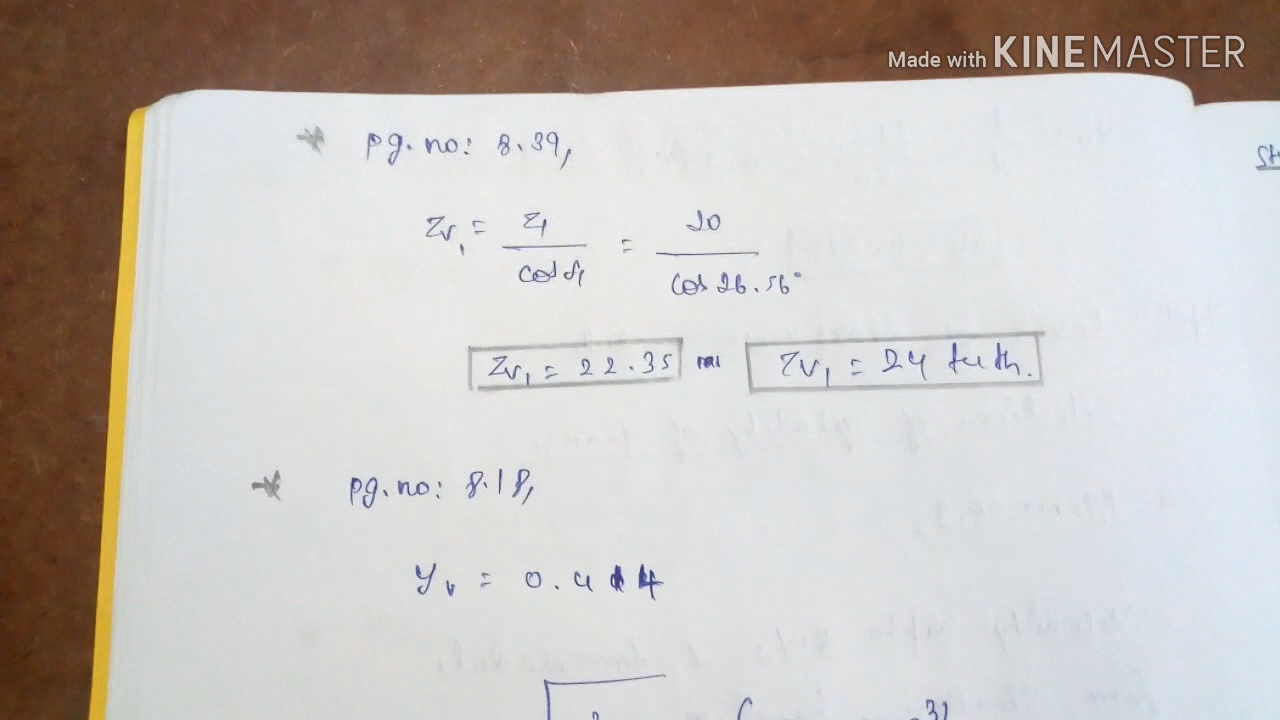 Made with KINEMASTER
pg. no: 8.39,
Zv₁ = Z₁ / cos δ₁ = 20 / cos 26.56°
Zv₁ = 22.35 Zv₁ = 24 teeth.
pg. no: 8.18,
yv = 0.414